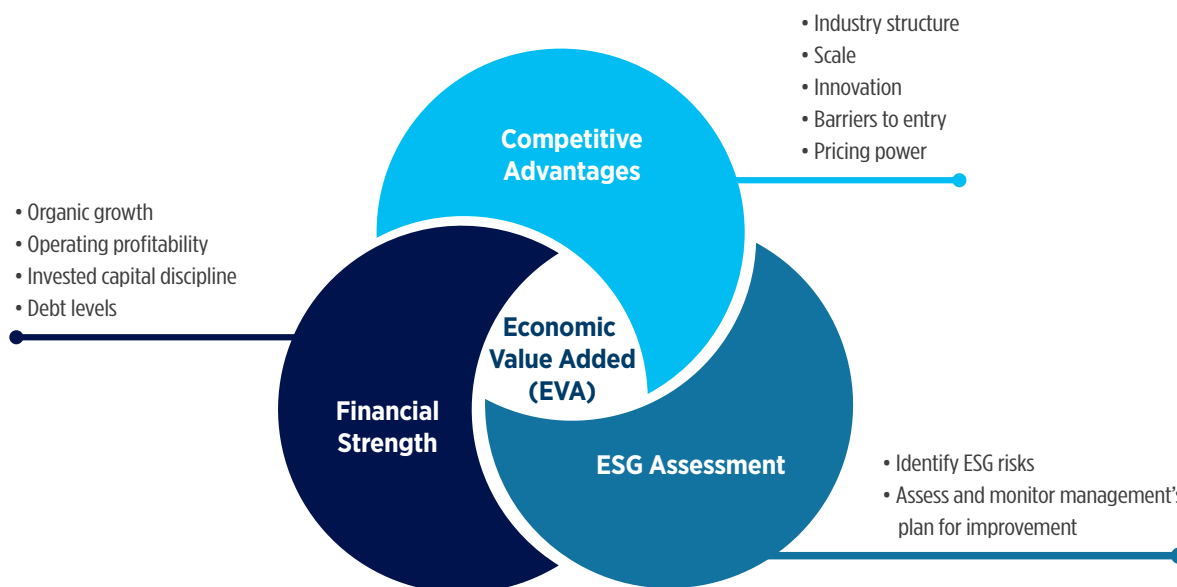 • Industry structure
• Scale
• Innovation
• Barriers to entry
• Pricing power
Competitive
Advantages
• Organic growth
• Operating profitability
• Invested capital discipline
• Debt levels
Economic
Value Added
(EVA)
Financial
Strength
ESG Assessment
• Identify ESG risks
• Assess and monitor management's
plan for improvement